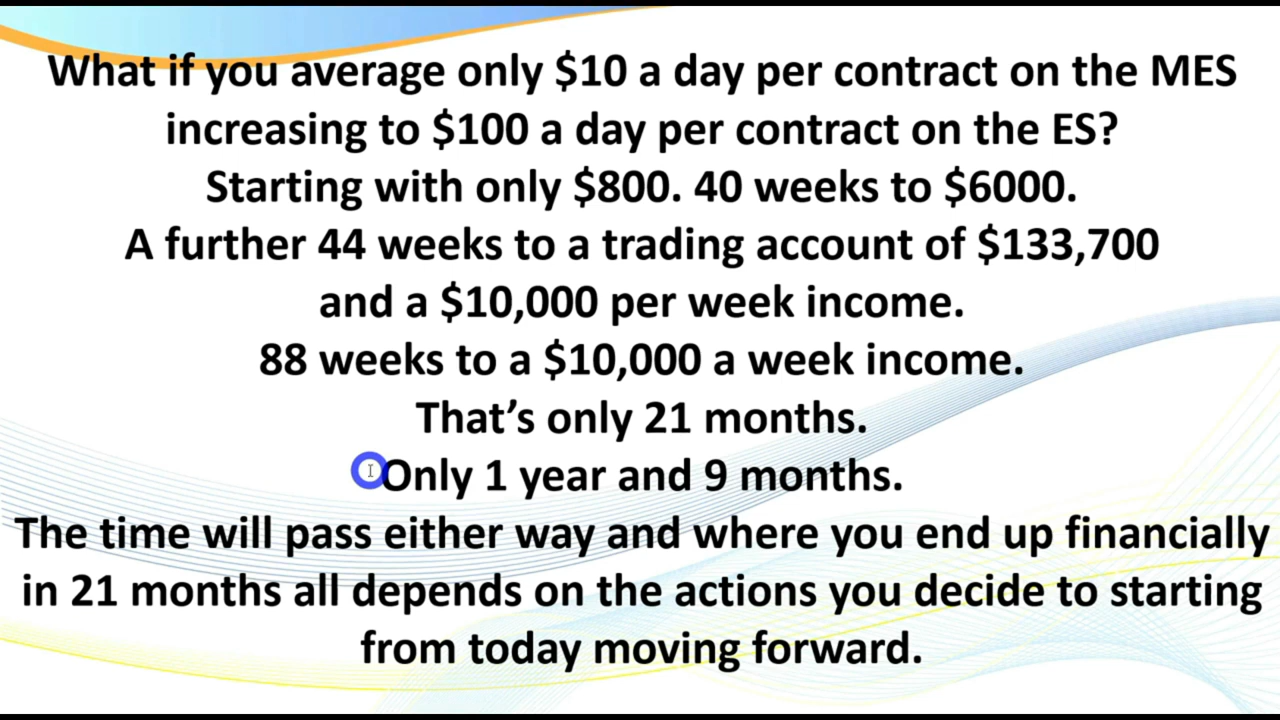 What if you average only $10 a day per contract on the MES
increasing to $100 a day per contract on the ES?
Starting with only $800. 40 weeks to $6000.
A further 44 weeks to a trading account of $133,700
and a $10,000 per week income.
88 weeks to a $10,000 a week income.
That’s only 21 months.
Only 1 year and 9 months.
The time will pass either way and where you end up financially
in 21 months all depends on the actions you decide to starting
from today moving forward.